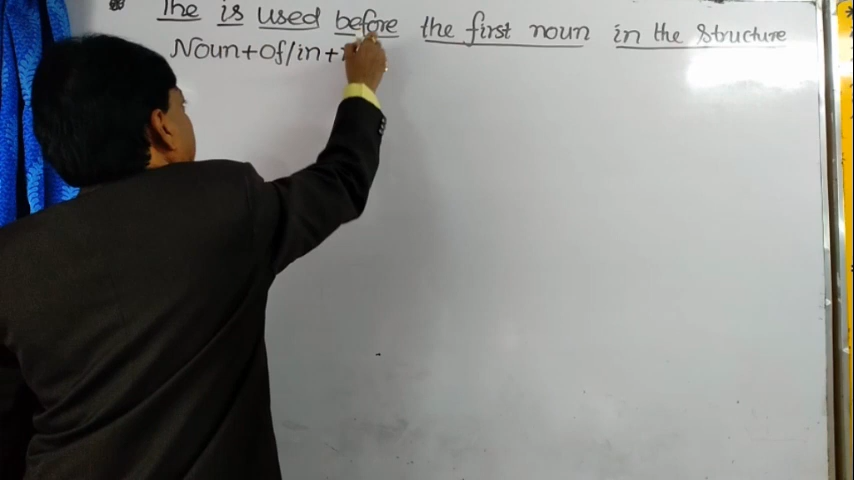 The is used before the first noun in the structure
Noun+of/in+